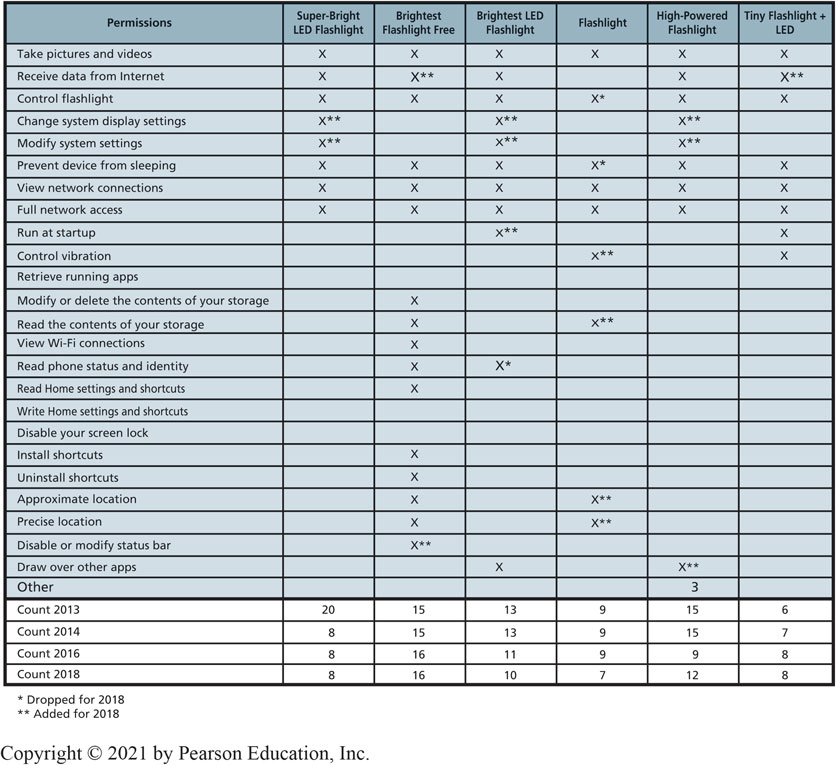 Permissions Super-Bright LED Flashlight Brightest Flashlight Free Brightest LED Flashlight Flashlight High-Powered Flashlight Tiny Flashlight + LED
Take pictures and videos X X X X X X
Receive data from Internet X X** X X X**
Control flashlight X X X X* X X
Change system display settings X** X** X**
Modify system settings X** X** X**
Prevent device from sleeping X X X X* X X
View network connections X X X X X X
Full network access X X X X X X
Run at startup X** X
Control vibration X** X
Retrieve running apps
Modify or delete the contents of your storage X
Read the contents of your storage X X**
View Wi-Fi connections X
Read phone status and identity X X*
Read Home settings and shortcuts X
Write Home settings and shortcuts
Disable your screen lock
Install shortcuts X
Uninstall shortcuts X
Approximate location X X**
Precise location X X**
Disable or modify status bar X**
Draw over other apps X X**
Other 3
Count 2013 20 15 13 9 15 6
Count 2014 8 15 13 9 15 7
Count 2016 8 16 11 9 9 8
Count 2018 8 16 10 7 12 8
* Dropped for 2018
** Added for 2018
Copyright © 2021 by Pearson Education, Inc.